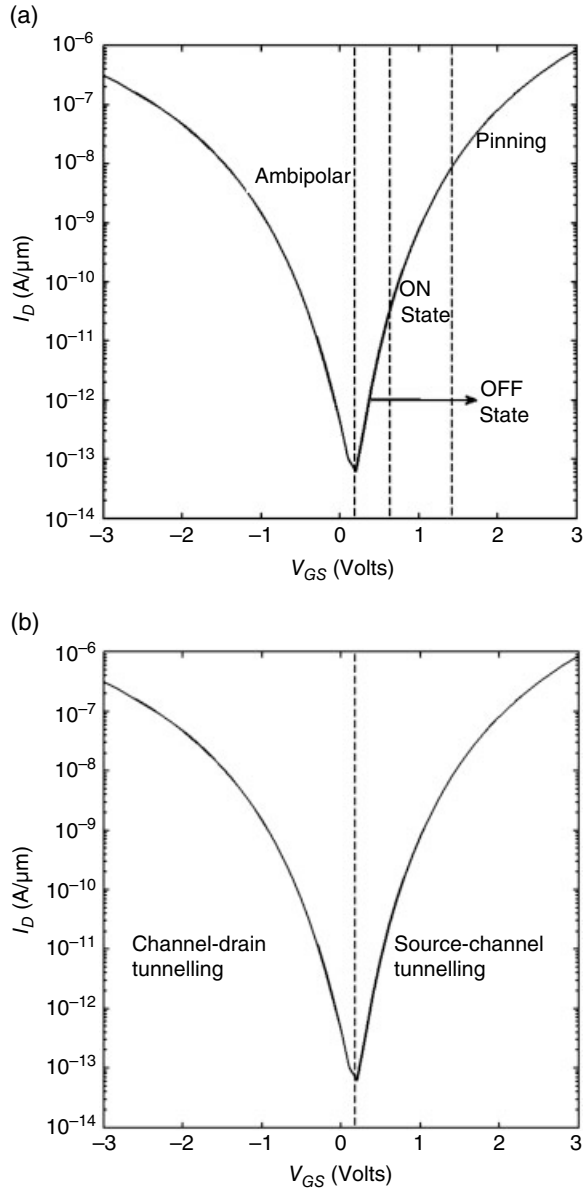 (a)
10⁻⁶
10⁻⁷
10⁻⁸
10⁻⁹
10⁻¹⁰
10⁻¹¹
10⁻¹²
10⁻¹³
10⁻¹⁴
I_D (A/μm)
Ambipolar
Pinning
ON
State
OFF
State
−3
−2
−1
0
1
2
3
V_GS (Volts)
(b)
10⁻⁶
10⁻⁷
10⁻⁸
10⁻⁹
10⁻¹⁰
10⁻¹¹
10⁻¹²
10⁻¹³
10⁻¹⁴
I_D (A/μm)
Channel-drain
tunnelling
Source-channel
tunnelling
−3
−2
−1
0
1
2
3
V_GS (Volts)